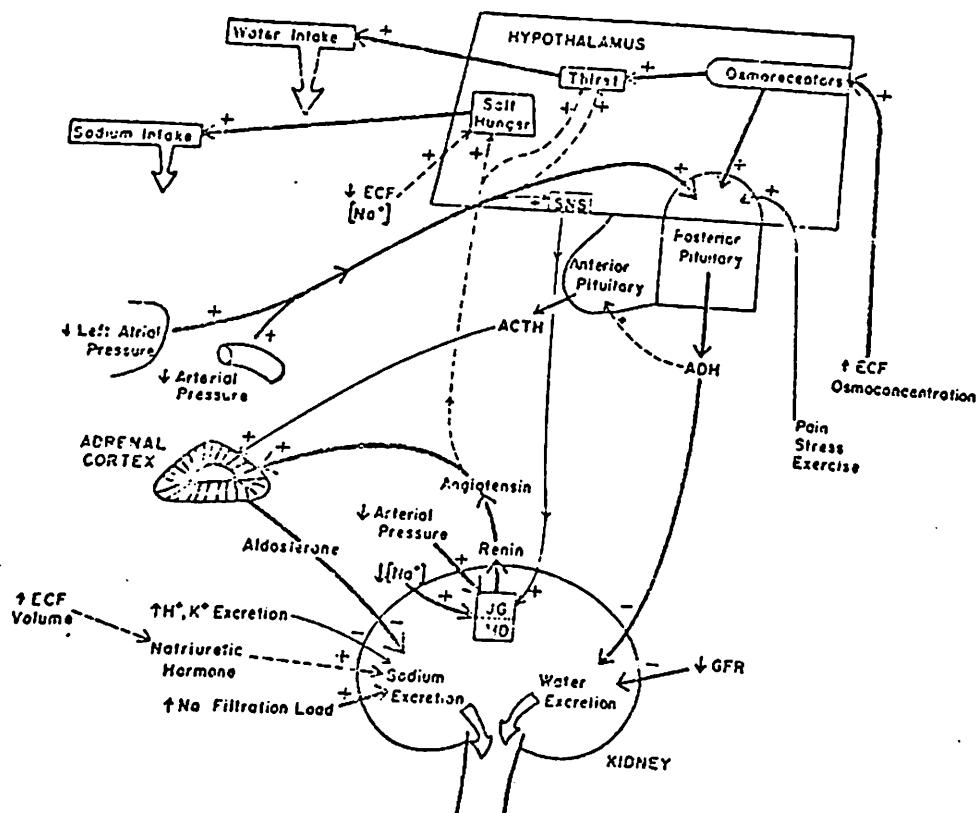 Water Intake
+
HYPOTHALAMUS
+
Thirst
+
Osmoreceptors
+
Sodium Intake
+
Salt
Hunger
+
+
+
+
↓ ECF
[Na+]
+
+
+
+ SNS
Posterior
Pituitary
Anterior
Pituitary
+
↓ Left Atrial
Pressure
+
↓ Arterial
Pressure
ACTH
+
ADH
↑ ECF
Osmoconcentration
Pain
Stress
Exercise
ADRENAL
CORTEX
+
+
Angiotensin
↓ Arterial
Pressure
Renin
Aldosterone
↓[Na+]
+
+
+
JG
MD
↑ ECF
Volume
↑H+, K+ Excretion
−
−
−
Natriuretic
Hormone
+
Sodium
Excretion
Water
Excretion
−
↓ GFR
↑ Na Filtration Load
+
KIDNEY